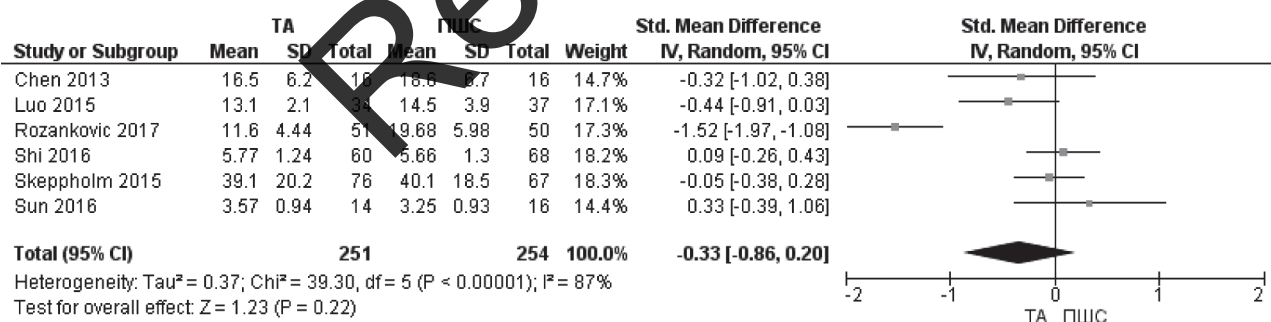 TA ПШС Std. Mean Difference Std. Mean Difference
Study or Subgroup Mean SD Total Mean SD Total Weight IV, Random, 95% CI IV, Random, 95% CI
Chen 2013 16.5 6.2 16 18.6 6.7 16 14.7% -0.32 [-1.02, 0.38]
Luo 2015 13.1 2.1 34 14.5 3.9 37 17.1% -0.44 [-0.91, 0.03]
Rozankovic 2017 11.6 4.44 51 19.68 5.98 50 17.3% -1.52 [-1.97, -1.08]
Shi 2016 5.77 1.24 60 5.66 1.3 68 18.2% 0.09 [-0.26, 0.43]
Skeppholm 2015 39.1 20.2 76 40.1 18.5 67 18.3% -0.05 [-0.38, 0.28]
Sun 2016 3.57 0.94 14 3.25 0.93 16 14.4% 0.33 [-0.39, 1.06]
Total (95% CI) 251 254 100.0% -0.33 [-0.86, 0.20]
Heterogeneity: Tau² = 0.37; Chi² = 39.30, df = 5 (P < 0.00001); I² = 87%
Test for overall effect: Z = 1.23 (P = 0.22)
-2 -1 0 1 2
TA ПШС